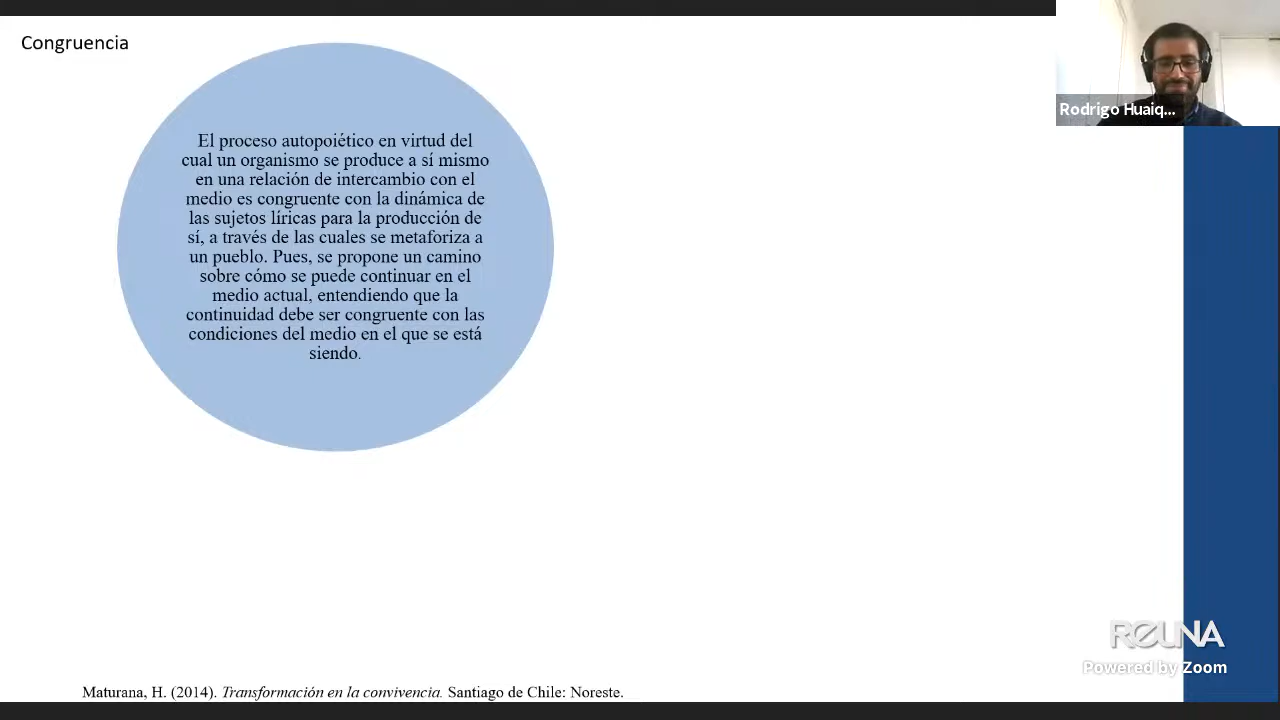 Congruencia
El proceso autopoiético en virtud del
cual un organismo se produce a sí mismo
en una relación de intercambio con el
medio es congruente con la dinámica de
las sujetos líricas para la producción de
sí, a través de las cuales se metaforiza a
un pueblo. Pues, se propone un camino
sobre cómo se puede continuar en el
medio actual, entendiendo que la
continuidad debe ser congruente con las
condiciones del medio en el que se está
siendo.
Rodrigo Huaiq...
REUNA
Powered by Zoom
Maturana, H. (2014). Transformación en la convivencia. Santiago de Chile: Noreste.